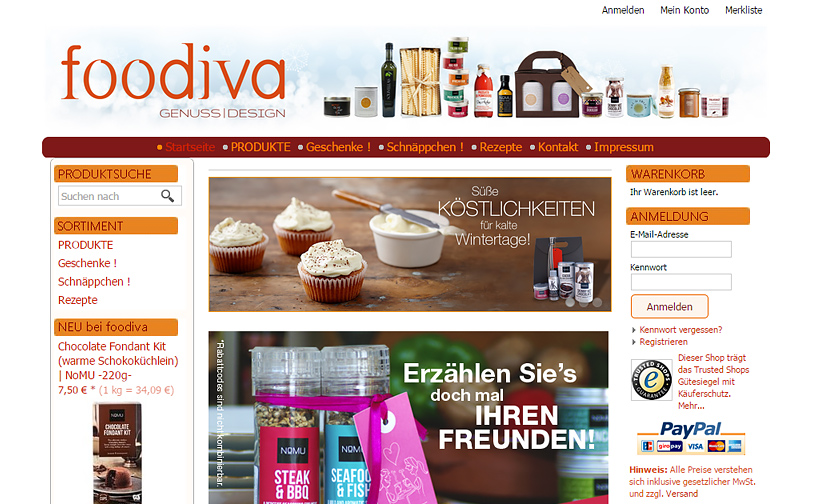 Anmelden Mein Konto Merkliste
foodiva
GENUSS|DESIGN
Startseite PRODUKTE Geschenke ! Schnäppchen ! Rezepte Kontakt Impressum
PRODUKTSUCHE
Suchen nach
SORTIMENT
PRODUKTE
Geschenke !
Schnäppchen !
Rezepte
NEU bei foodiva
Chocolate Fondant Kit
(warme Schokoküchlein)
| NoMU -220g-
7,50 € * (1 kg = 34,09 €)
NOMU
CHOCOLATE
FONDANT KIT
Süße
KÖSTLICHKEITEN
für kalte
Wintertage!
*Rabattcodes sind nicht kombinierbar.
NOMU
STEAK
& BBQ
NOMU
SEAFOOD
& FISH
Erzählen Sie's
doch mal
IHREN
FREUNDEN!
WARENKORB
Ihr Warenkorb ist leer.
ANMELDUNG
E-Mail-Adresse
Kennwort
Anmelden
Kennwort vergessen?
Registrieren
TRUSTED SHOPS
GUARANTEE
Dieser Shop trägt
das Trusted Shops
Gütesiegel mit
Käuferschutz.
Mehr...
PayPal
giropay VISA
Hinweis: Alle Preise verstehen
sich inklusive gesetzlicher MwSt.
und zzgl. Versand